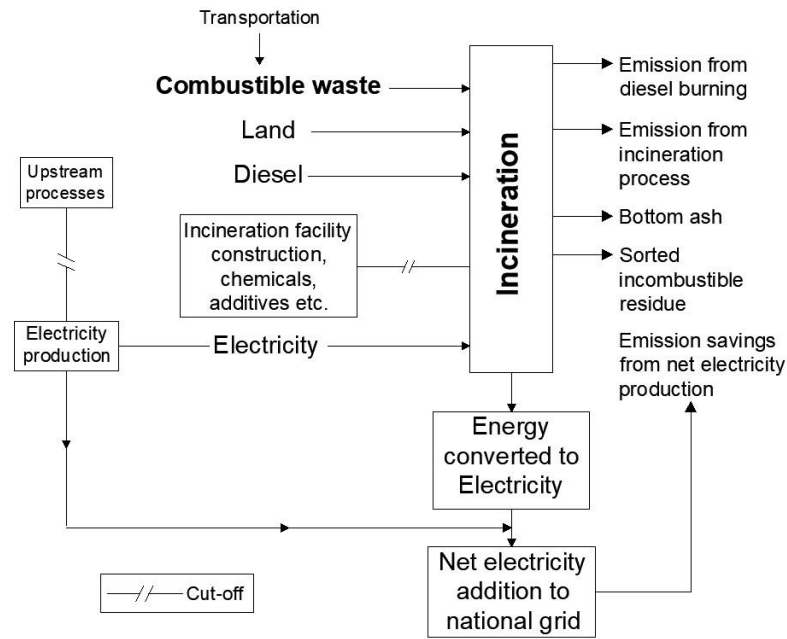 Transportation
Combustible waste
Land
Diesel
Upstream
processes
Incineration facility
construction,
chemicals,
additives etc.
Electricity
production
Electricity
Incineration
Emission from
diesel burning
Emission from
incineration
process
Bottom ash
Sorted
incombustible
residue
Emission savings
from net electricity
production
Energy
converted to
Electricity
Net electricity
addition to
national grid
Cut-off